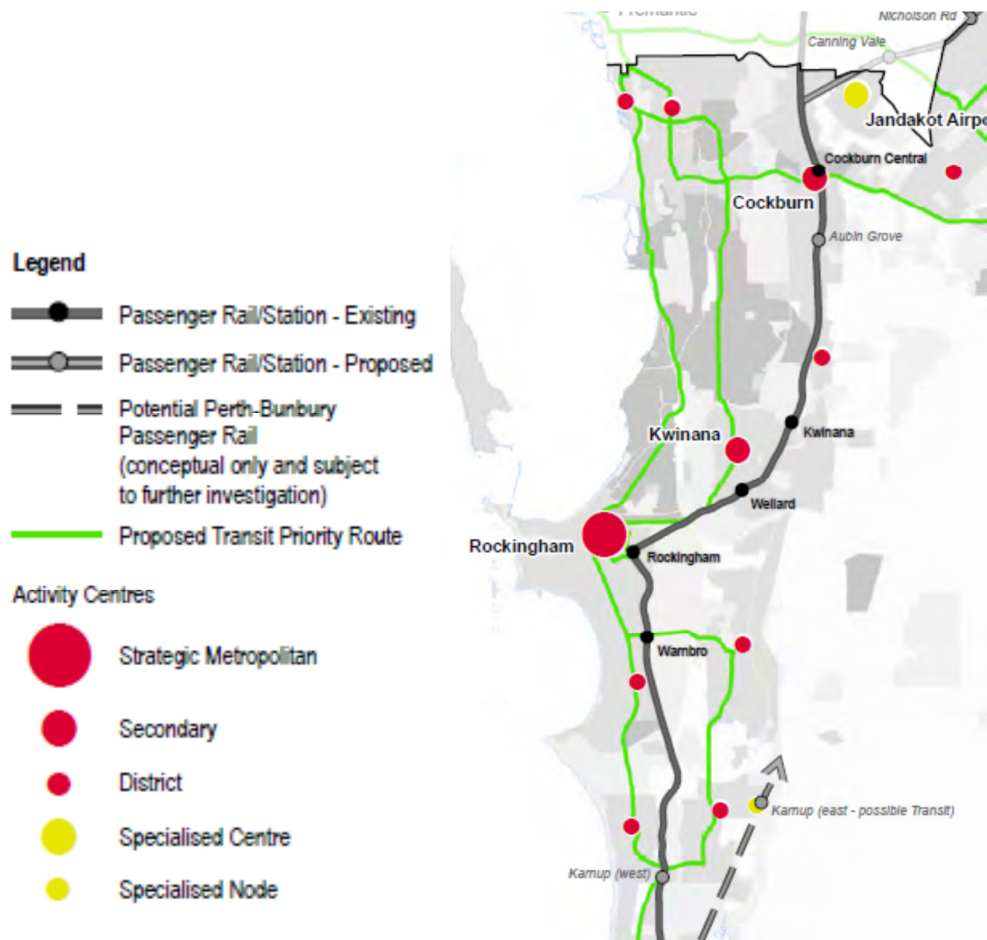 Legend
Passenger Rail/Station - Existing
Passenger Rail/Station - Proposed
Potential Perth-Bunbury
Passenger Rail
(conceptual only and subject
to further investigation)
Proposed Transit Priority Route
Activity Centres
Strategic Metropolitan
Secondary
District
Specialised Centre
Specialised Node
Fremantle
Nicholson Rd
Canning Vale
Jandakot Airpo
Cockburn Central
Cockburn
Aubin Grove
Kwinana
Kwinana
Wellard
Rockingham
Rockingham
Warnbro
Karnup (east - possible Transit)
Karnup (west)